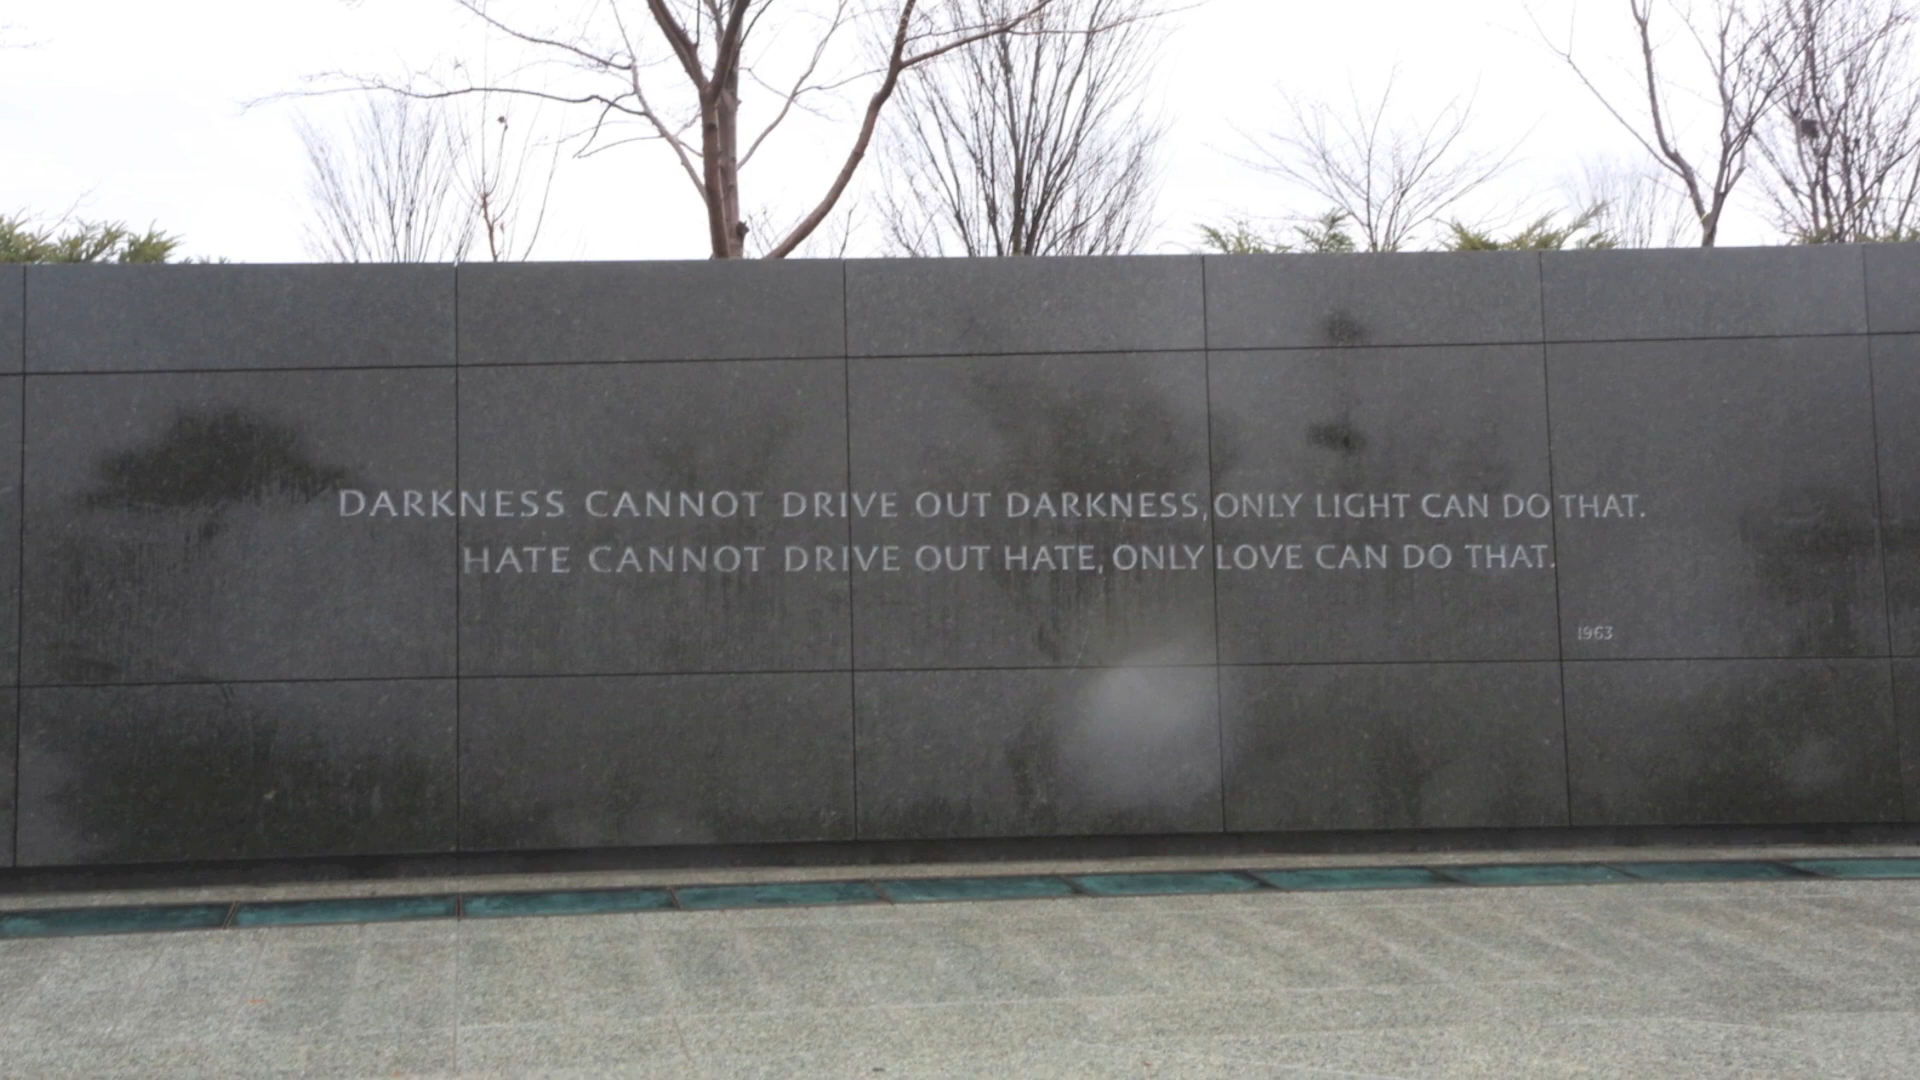 DARKNESS CANNOT DRIVE OUT DARKNESS, ONLY LIGHT CAN DO THAT.
HATE CANNOT DRIVE OUT HATE, ONLY LOVE CAN DO THAT.
1963